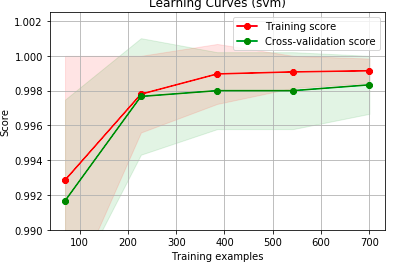 Learning Curves (svm)
Training score
Cross-validation score
1.002
1.000
0.998
0.996
0.994
0.992
0.990
Score
100
200
300
400
500
600
700
Training examples